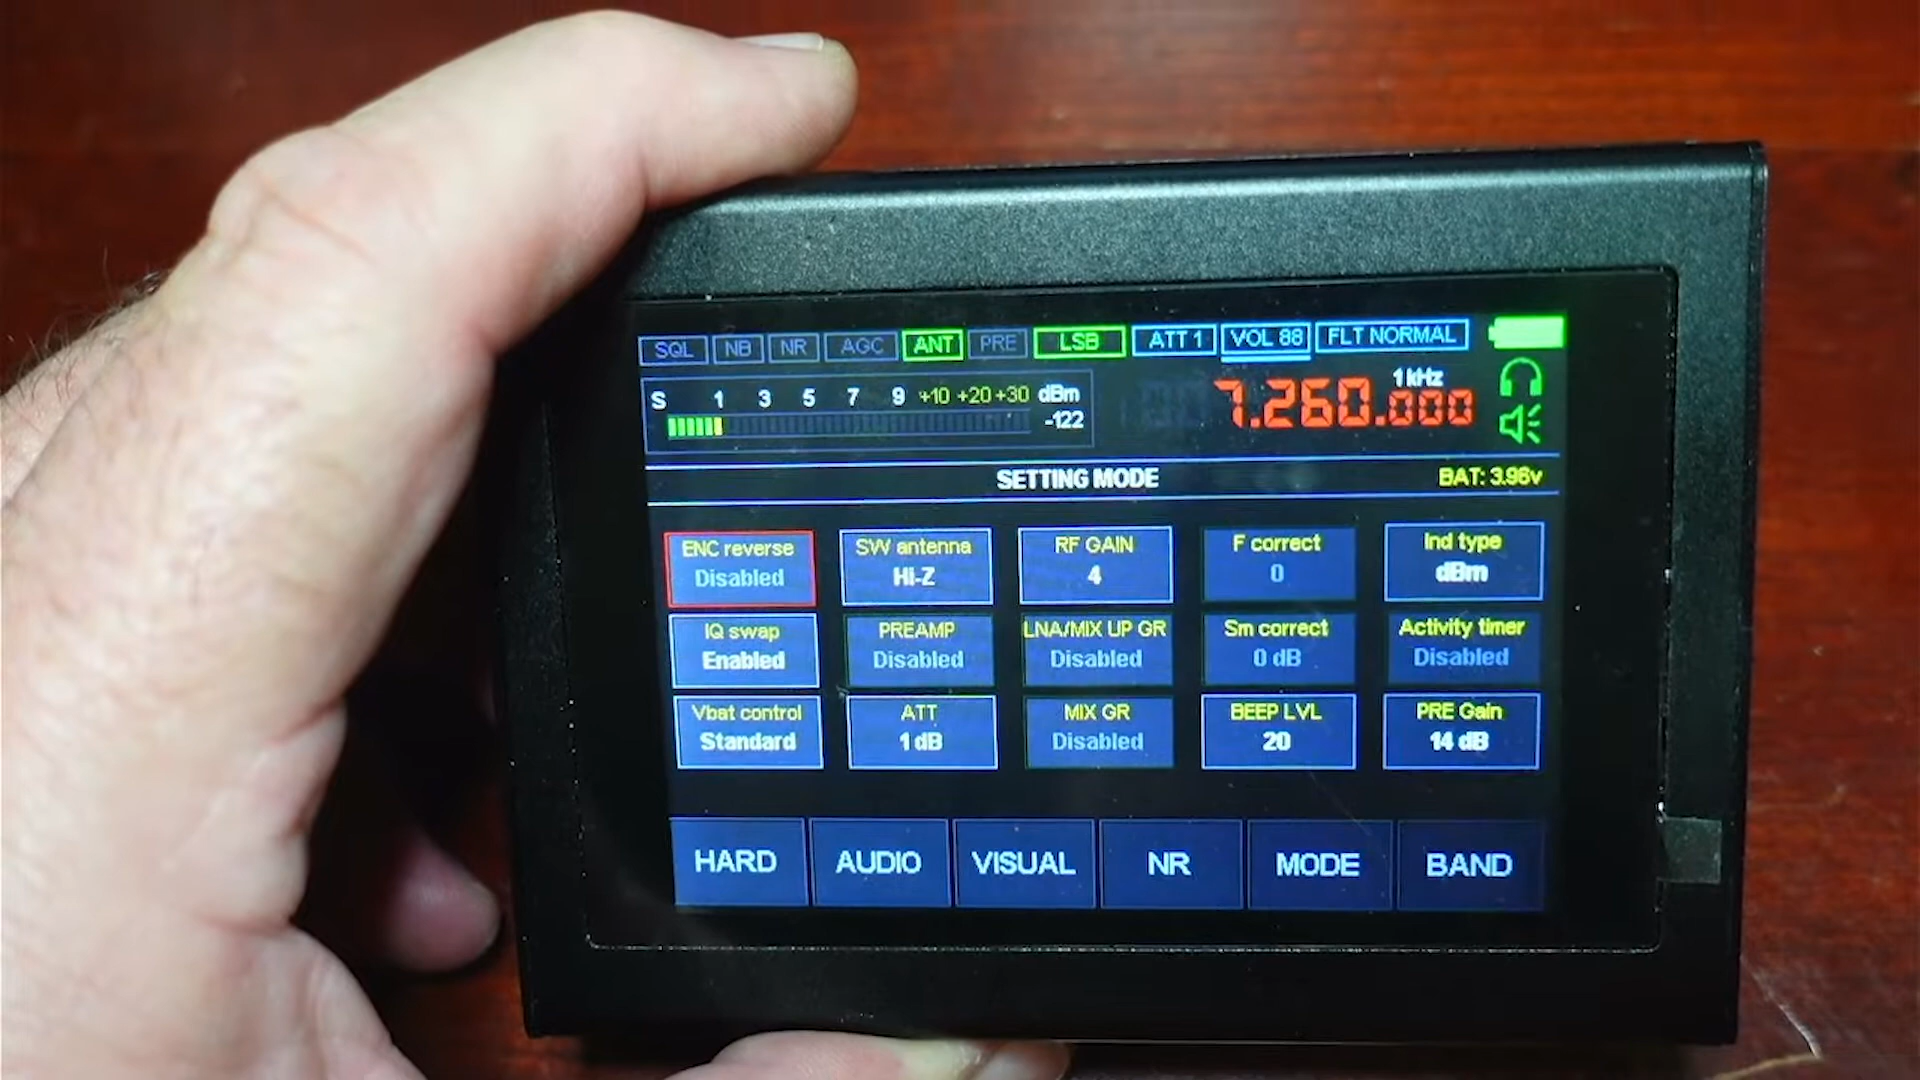 SQL NB NR AGC ANT PRE LSB ATT 1 VOL 88 FLT NORMAL
S 1 3 5 7 9 +10 +20 +30 dBm
-122
1kHz
7.260.000
SETTING MODE BAT: 3.96v
ENC reverse SW antenna RF GAIN F correct Ind type
Disabled Hi-Z 4 0 dBm
IQ swap PREAMP LNA/MIX UP GR Sm correct Activity timer
Enabled Disabled Disabled 0 dB Disabled
Vbat control ATT MIX GR BEEP LVL PRE Gain
Standard 1 dB Disabled 20 14 dB
HARD AUDIO VISUAL NR MODE BAND